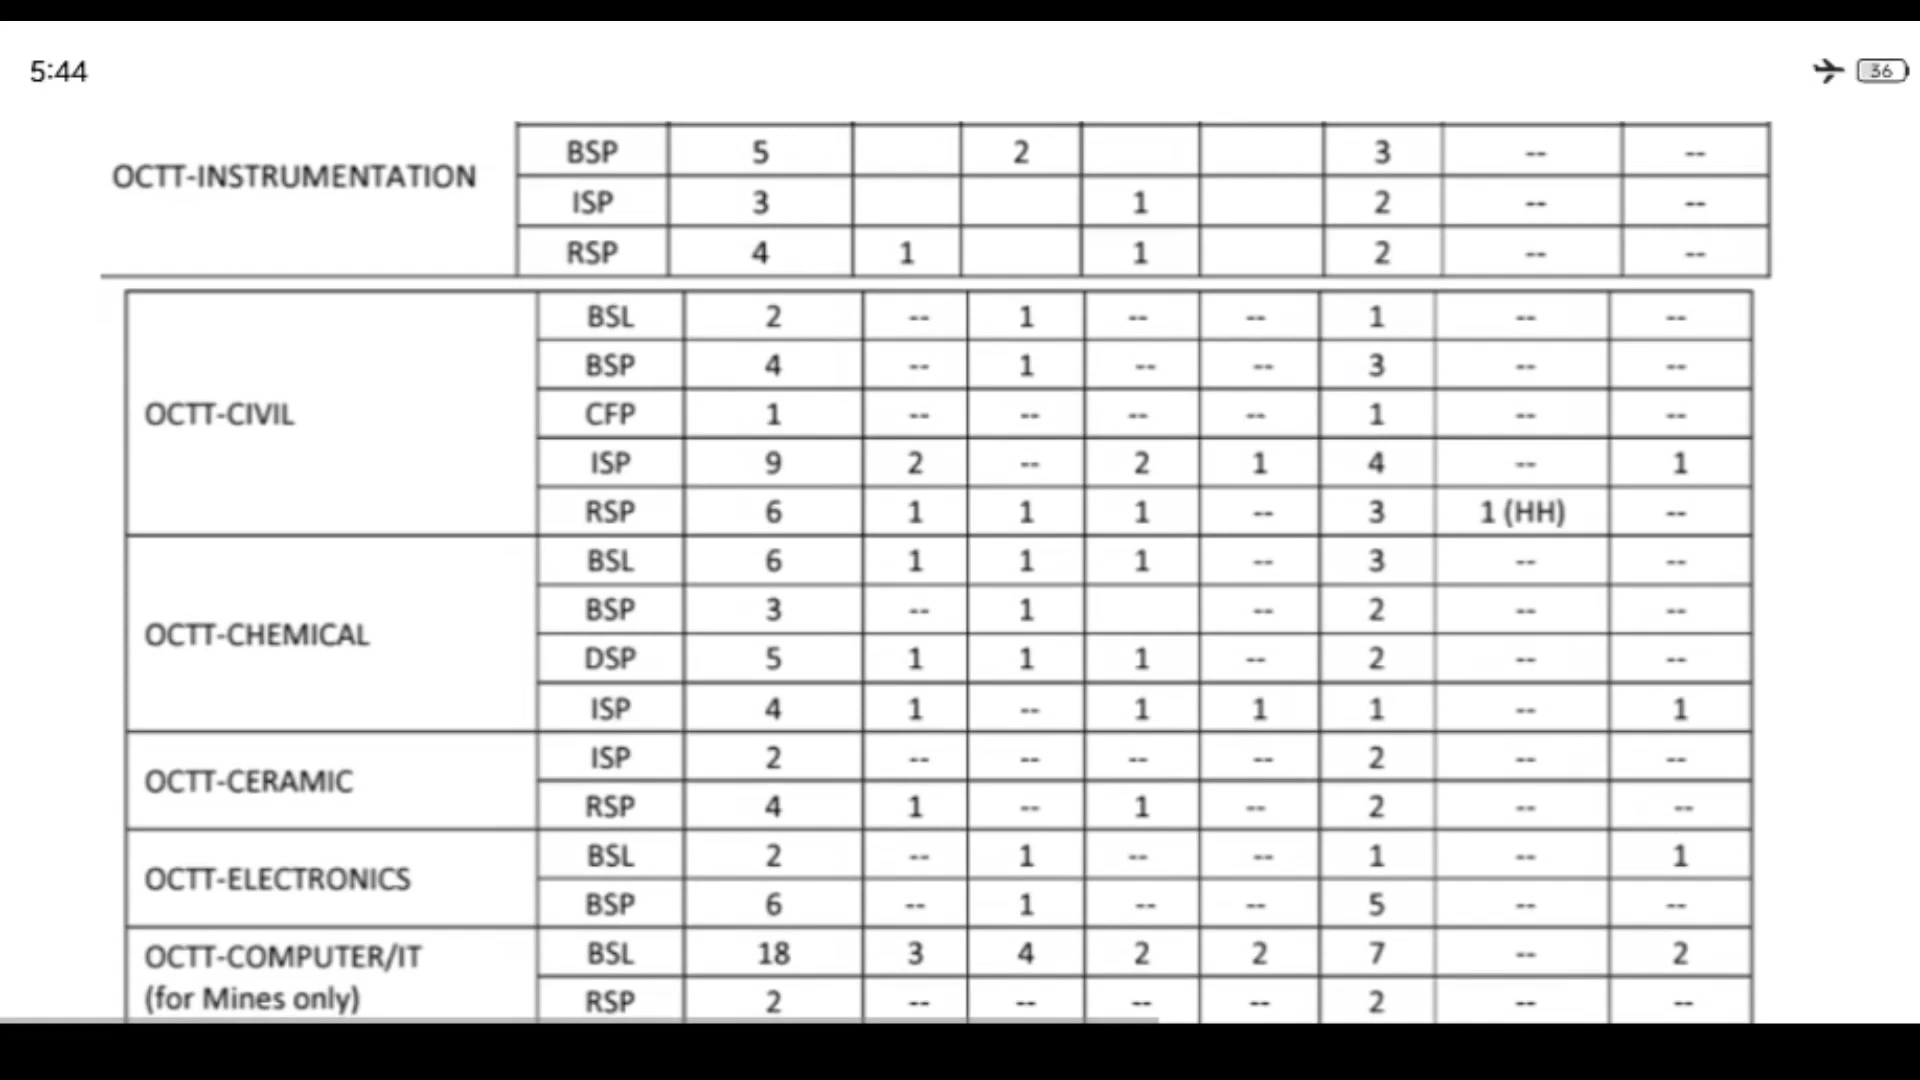 5:44
36
BSP 5 2 3 -- --
OCTT-INSTRUMENTATION
ISP 3 1 2 -- --
RSP 4 1 1 2 -- --
BSL 2 -- 1 -- -- 1 -- --
BSP 4 -- 1 -- -- 3 -- --
OCTT-CIVIL CFP 1 -- -- -- -- 1 -- --
ISP 9 2 -- 2 1 4 -- 1
RSP 6 1 1 1 -- 3 1 (HH) --
BSL 6 1 1 1 -- 3 -- --
BSP 3 -- 1 -- 2 -- --
OCTT-CHEMICAL
DSP 5 1 1 1 -- 2 -- --
ISP 4 1 -- 1 1 1 -- 1
ISP 2 -- -- -- -- 2 -- --
OCTT-CERAMIC
RSP 4 1 -- 1 -- 2 -- --
BSL 2 -- 1 -- -- 1 -- 1
OCTT-ELECTRONICS
BSP 6 -- 1 -- -- 5 -- --
OCTT-COMPUTER/IT BSL 18 3 4 2 2 7 -- 2
(for Mines only) RSP 2 -- -- -- -- 2 -- --